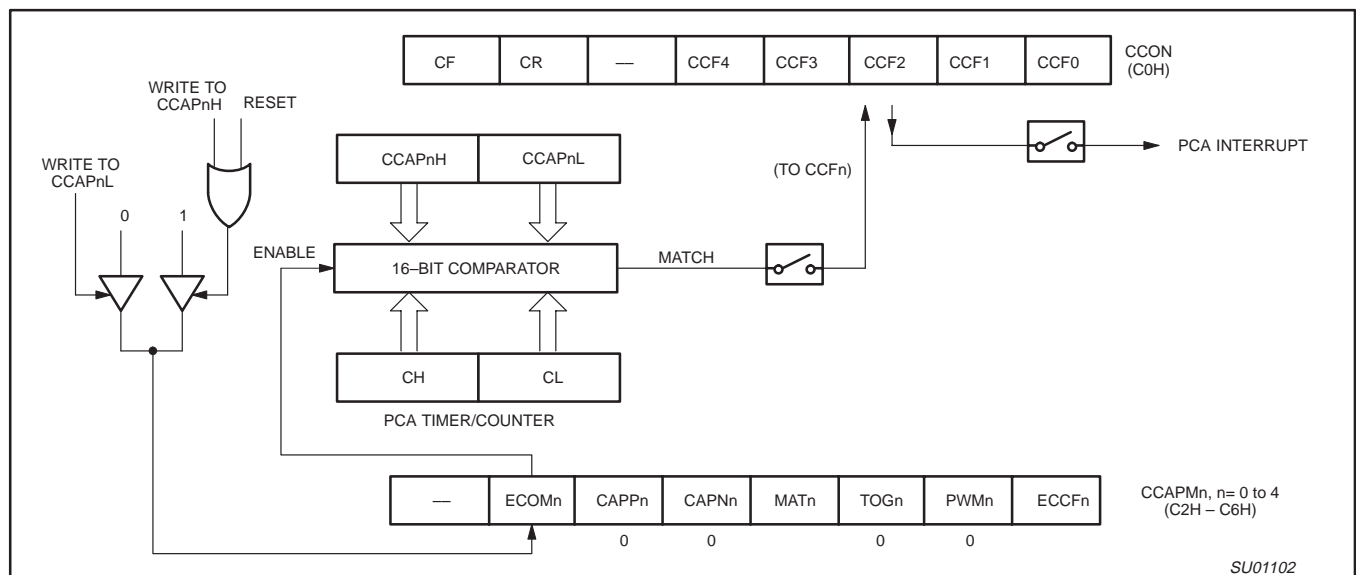 CF CR — CCF4 CCF3 CCF2 CCF1 CCF0
CCON
(C0H)
WRITE TO
CCAPnH
RESET
CCAPnH CCAPnL
PCA INTERRUPT
(TO CCFn)
WRITE TO
CCAPnL
0 1
ENABLE
16–BIT COMPARATOR
MATCH
CH CL
PCA TIMER/COUNTER
— ECOMn CAPPn CAPNn MATn TOGn PWMn ECCFn
CCAPMn, n= 0 to 4
(C2H – C6H)
0 0 0 0
SU01102